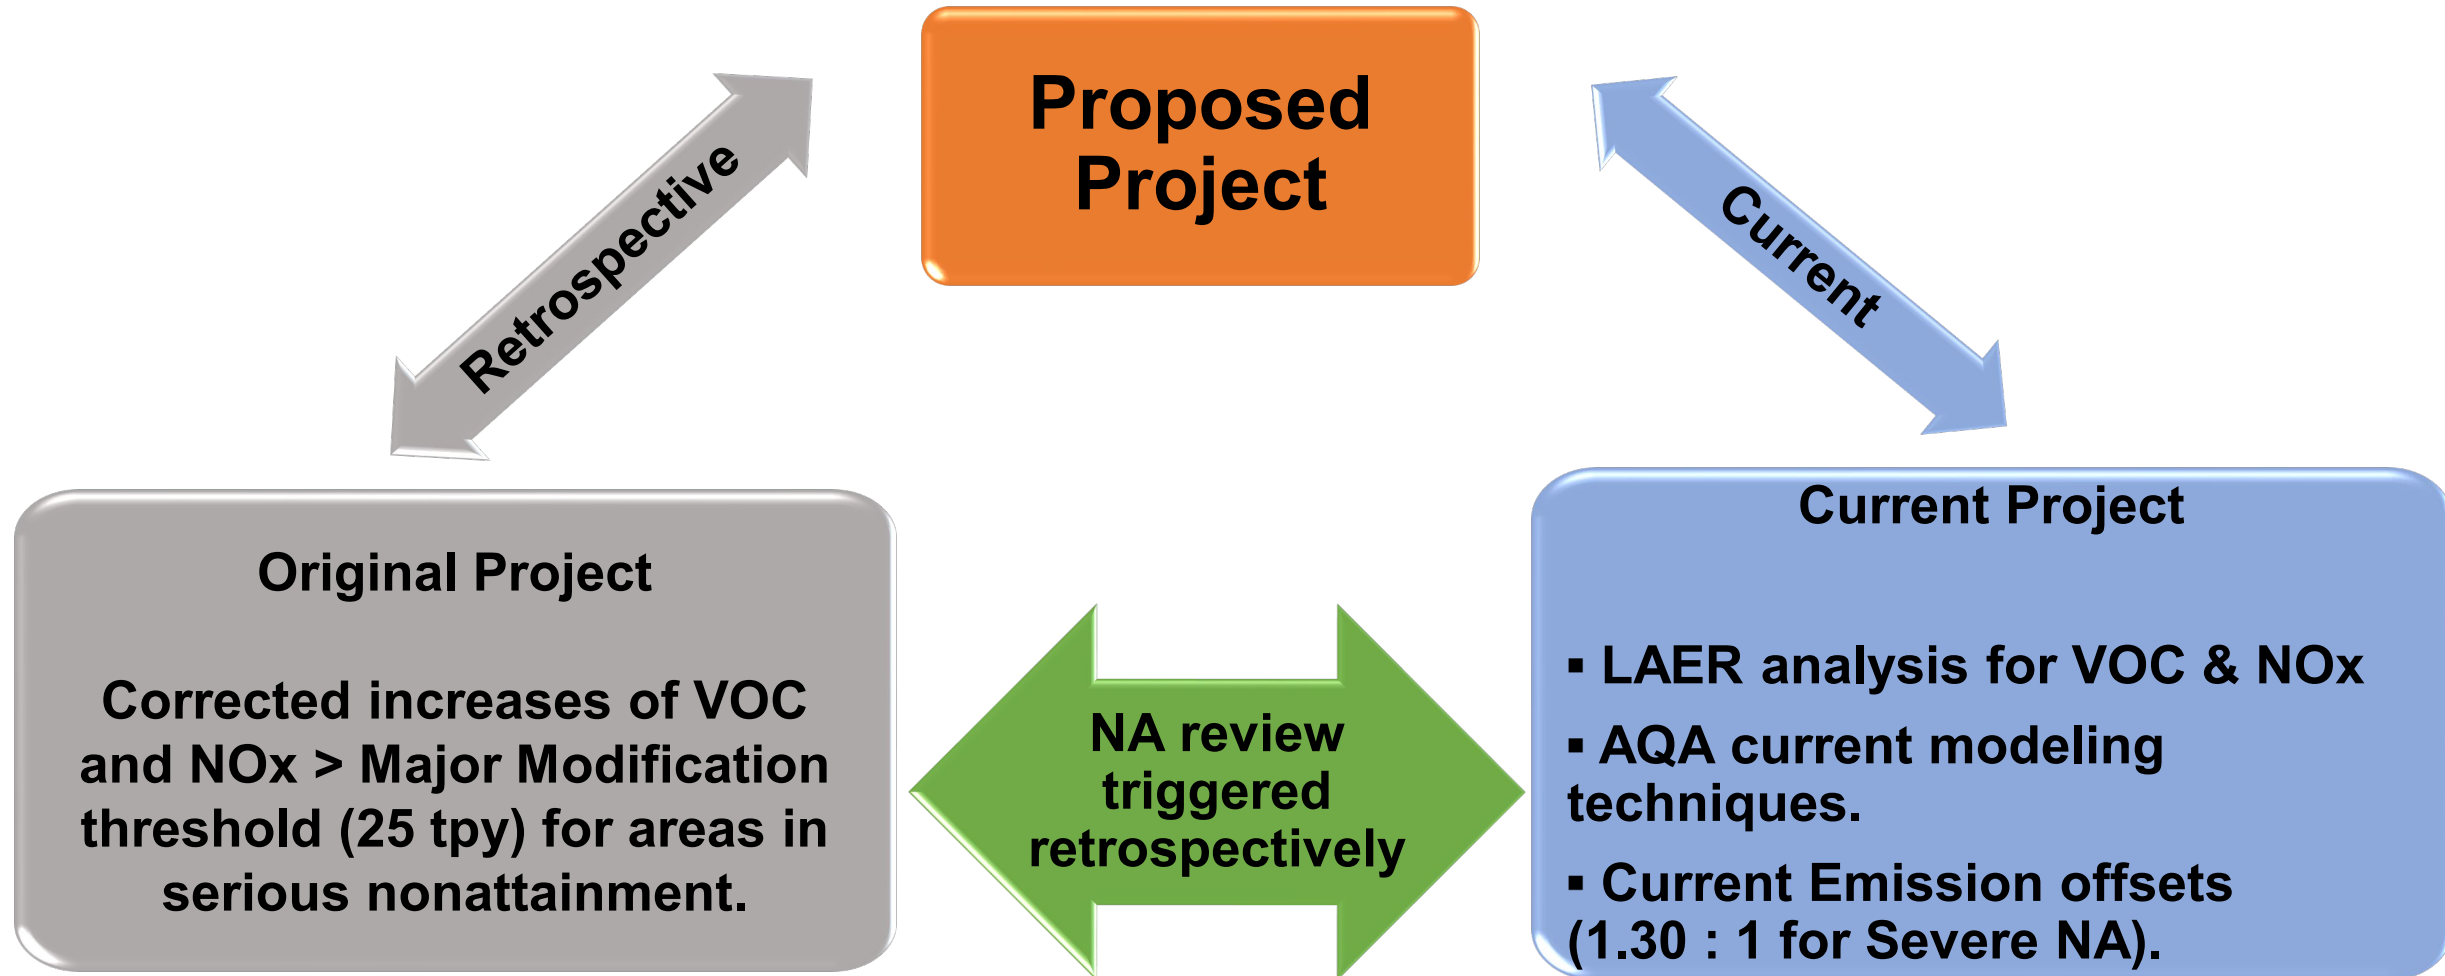 Proposed
Project
Retrospective
Current
Original Project
Corrected increases of VOC
and NOx > Major Modification
threshold (25 tpy) for areas in
serious nonattainment.
NA review
triggered
retrospectively
Current Project
▪ LAER analysis for VOC & NOx
▪ AQA current modeling
techniques.
▪ Current Emission offsets
(1.30 : 1 for Severe NA).